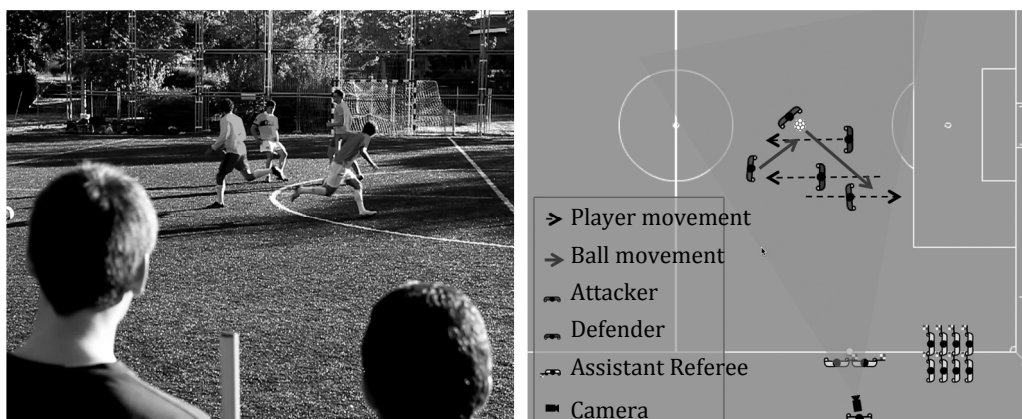 Player movement
Ball movement
Attacker
Defender
Assistant Referee
Camera